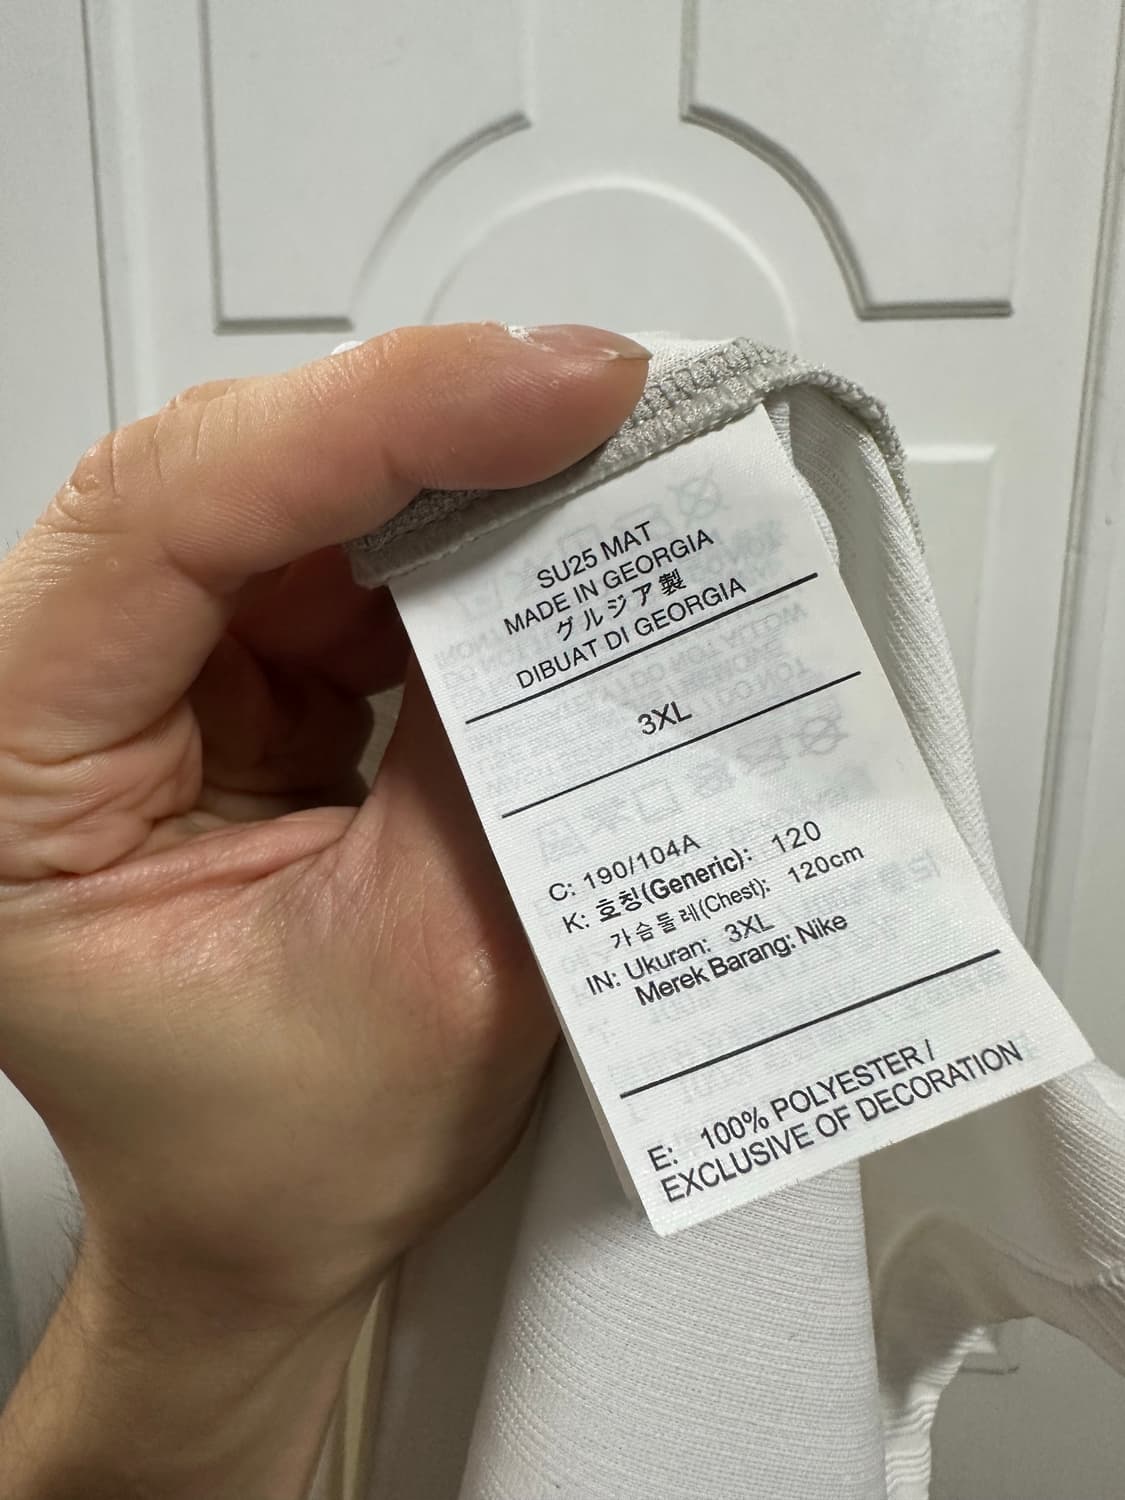 SU25 MAT
MADE IN GEORGIA
グルジア製
DIBUAT DI GEORGIA
3XL
C: 190/104A
K: 호칭(Generic): 120
가슴둘레(Chest): 120cm
IN: Ukuran: 3XL
Merek Barang: Nike
E: 100% POLYESTER /
EXCLUSIVE OF DECORATION